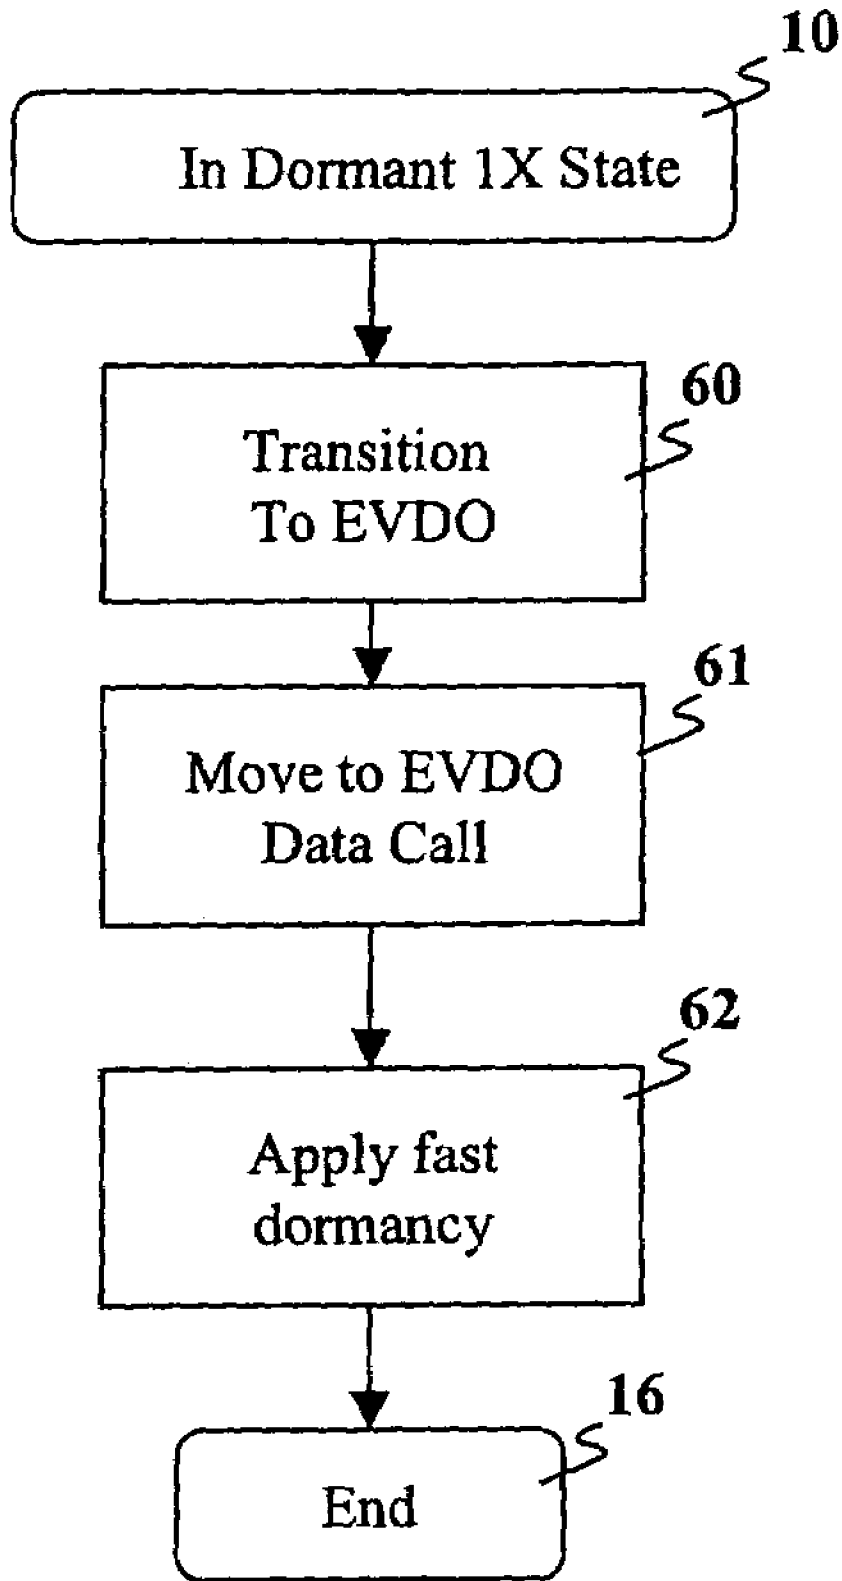 10
In Dormant 1X State
60
Transition
To EVDO
61
Move to EVDO
Data Call
62
Apply fast
dormancy
16
End